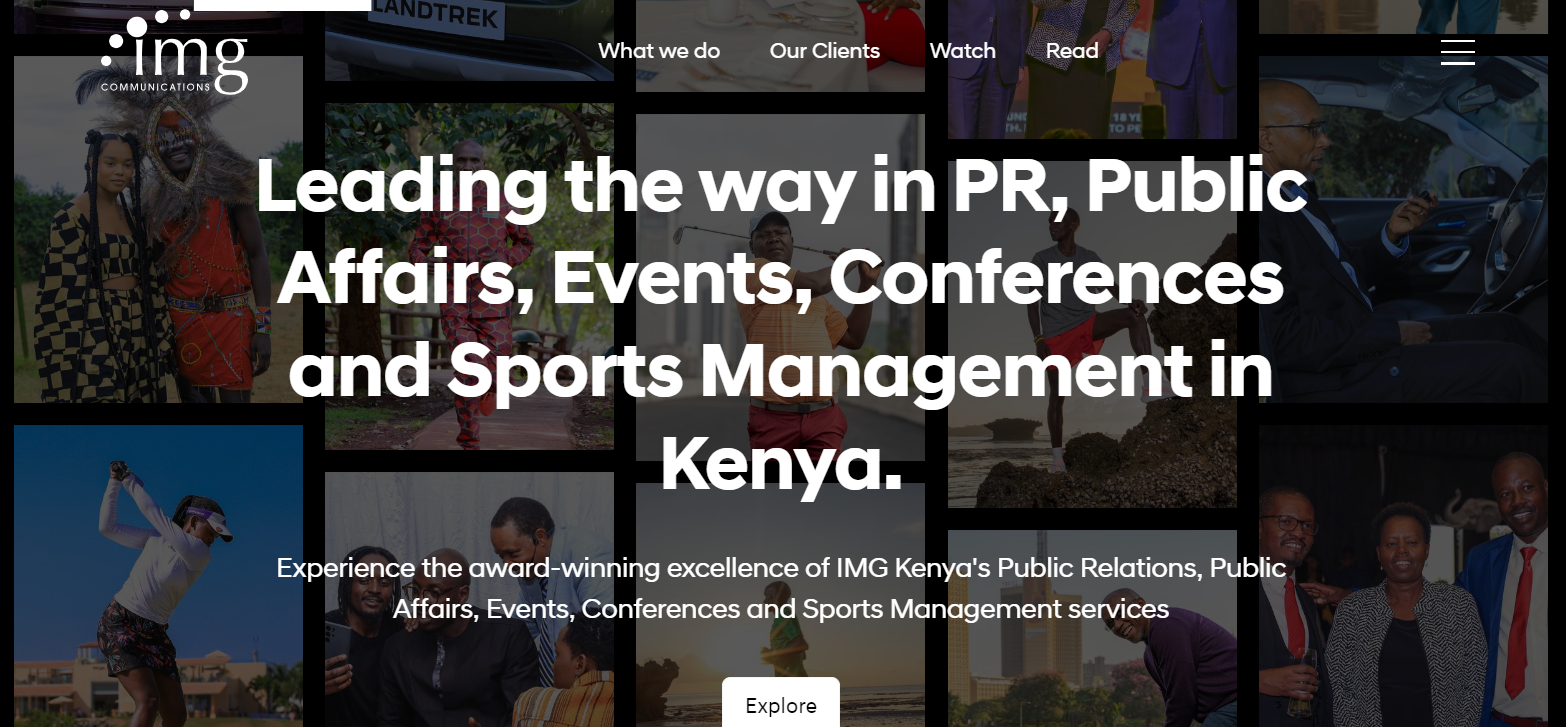 LANDTREK
img
COMMUNICATIONS
What we do
Our Clients
Watch
Read
Leading the way in PR, Public
Affairs, Events, Conferences
and Sports Management in
Kenya.
Experience the award-winning excellence of IMG Kenya's Public Relations, Public
Affairs, Events, Conferences and Sports Management services
Explore